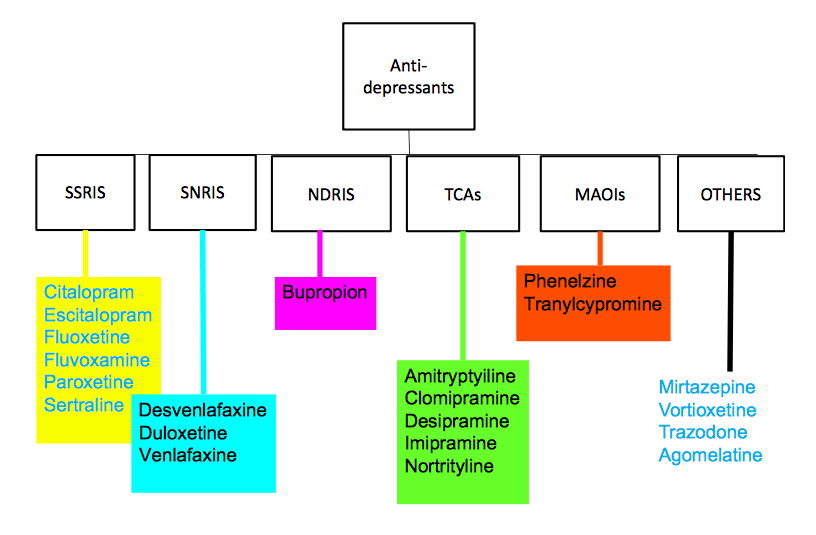 Anti-
depressants
SSRIS
SNRIS
NDRIS
TCAs
MAOIs
OTHERS
Citalopram
Escitalopram
Fluoxetine
Fluvoxamine
Paroxetine
Sertraline
Desvenlafaxine
Duloxetine
Venlafaxine
Bupropion
Amitryptyiline
Clomipramine
Desipramine
Imipramine
Nortrityline
Phenelzine
Tranylcypromine
Mirtazepine
Vortioxetine
Trazodone
Agomelatine